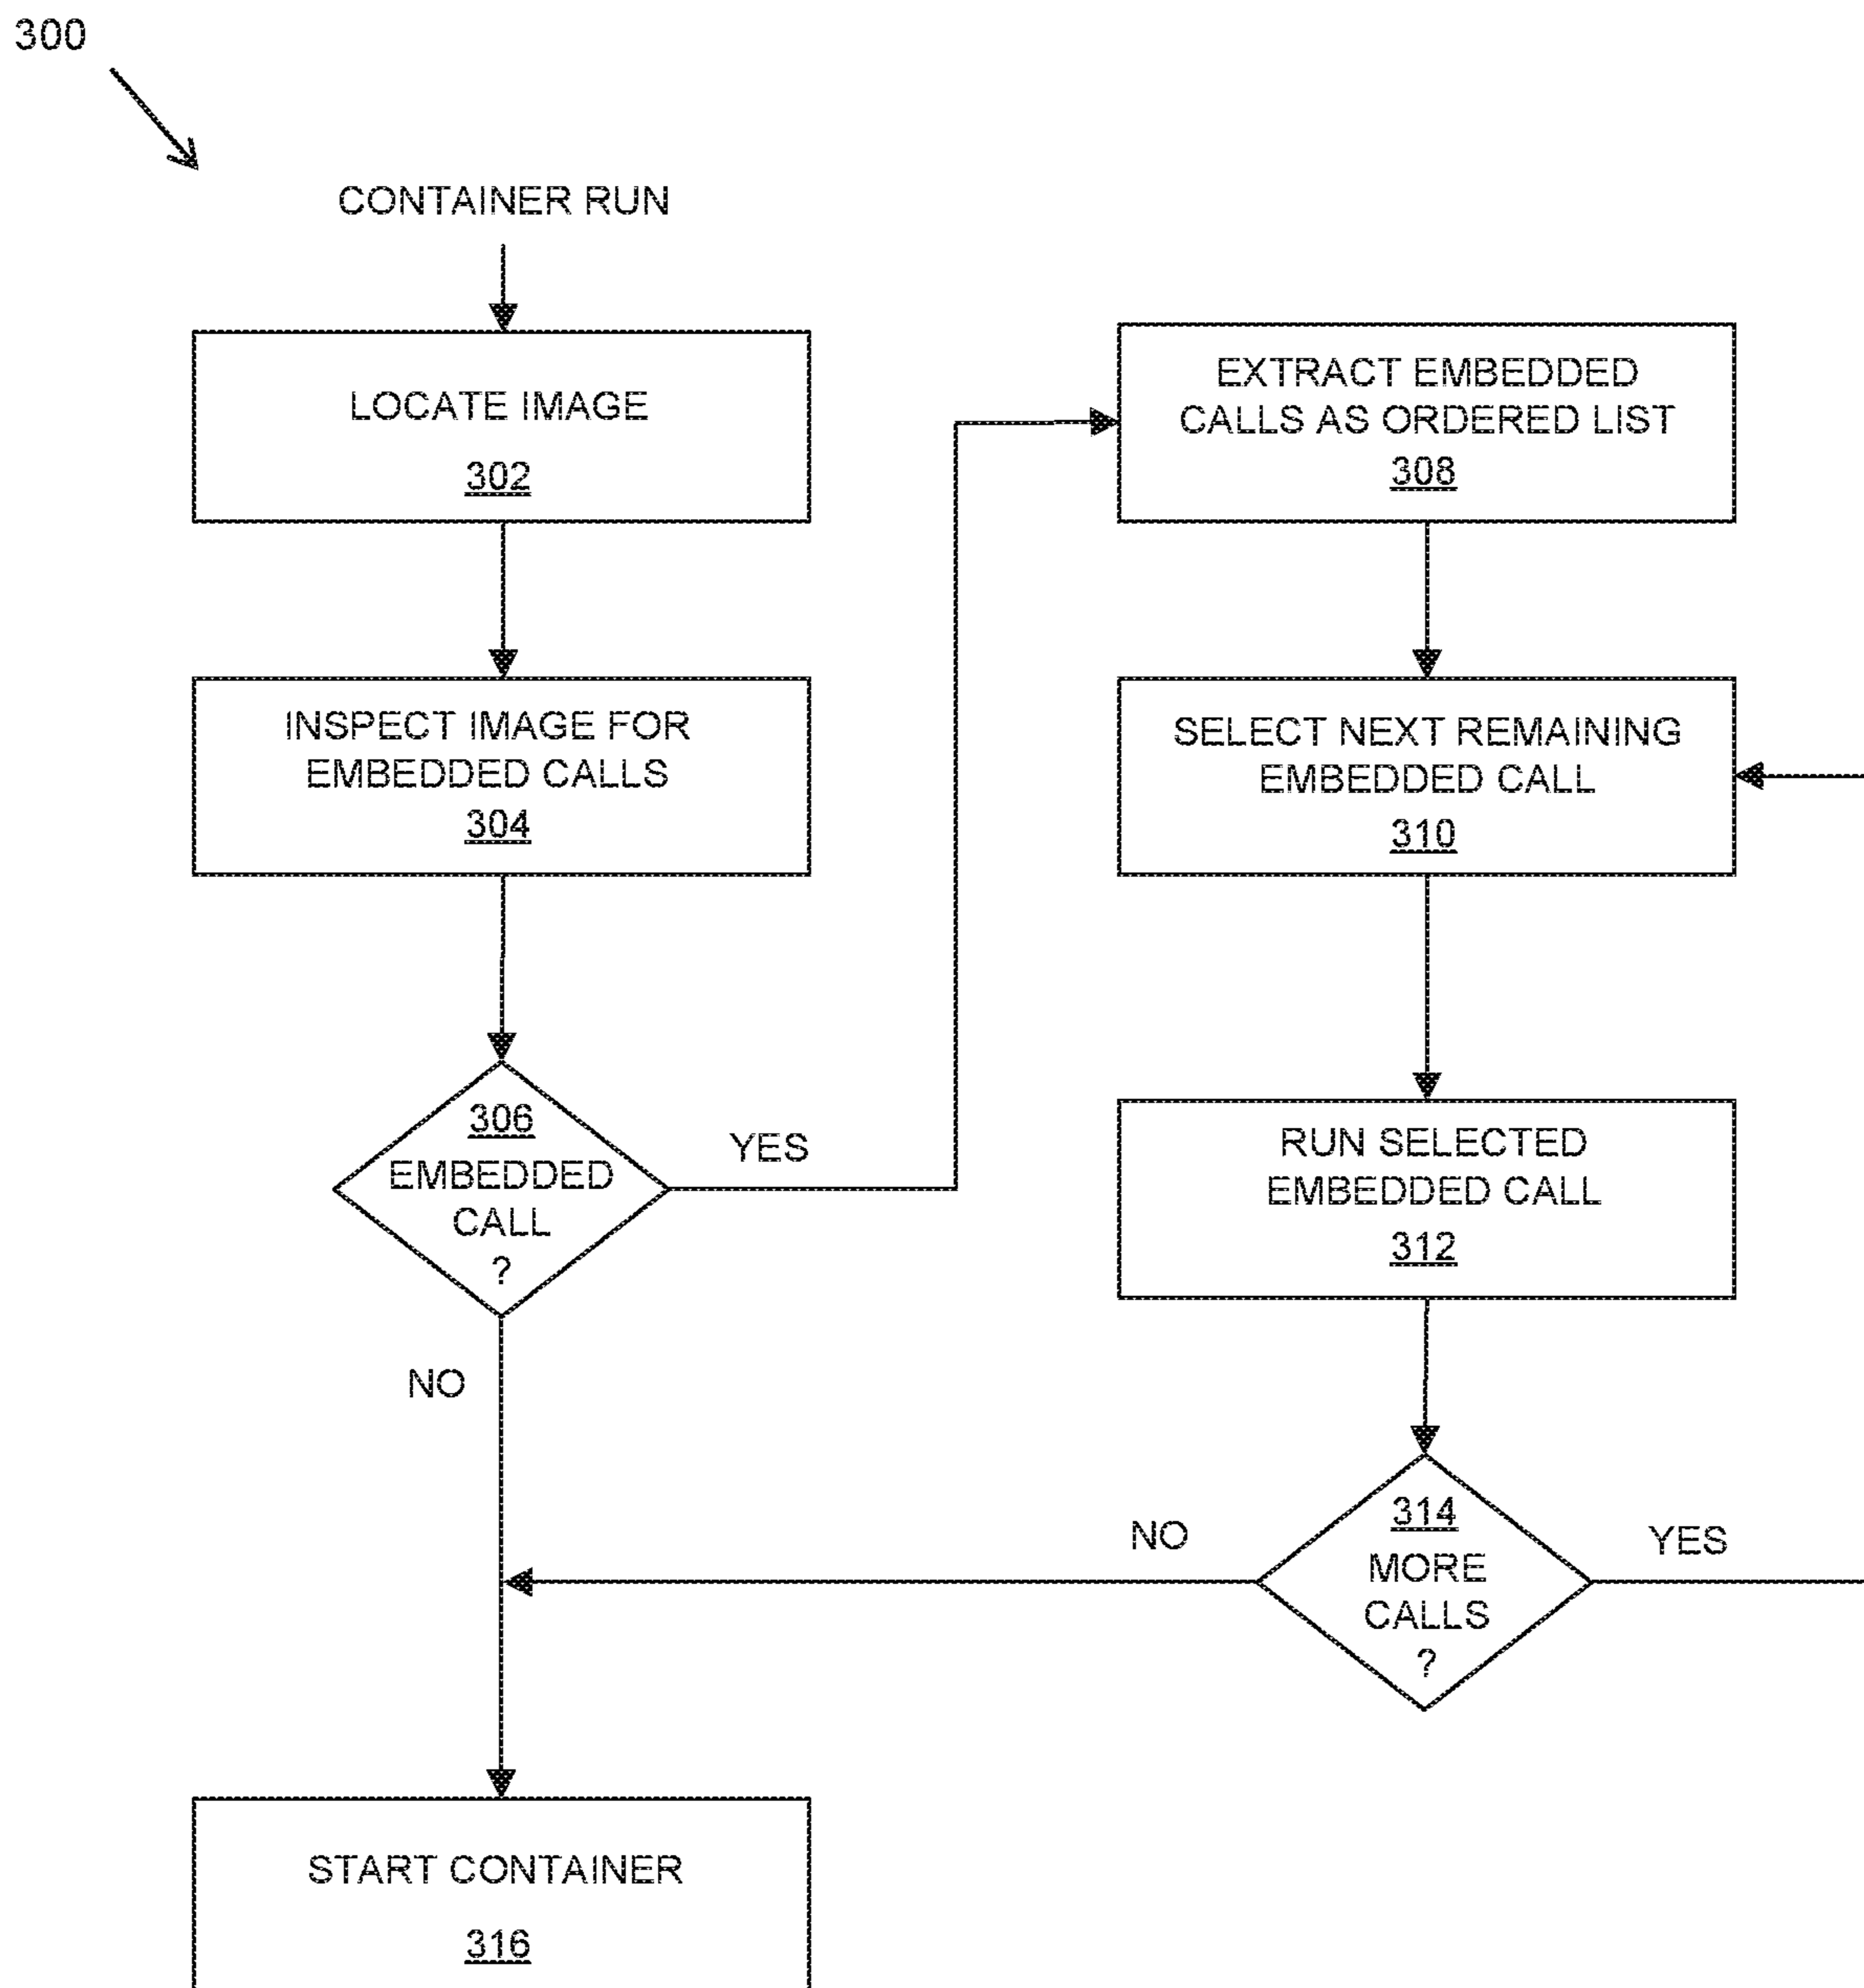 300
CONTAINER RUN
LOCATE IMAGE
302
INSPECT IMAGE FOR
EMBEDDED CALLS
304
306
EMBEDDED
CALL
?
YES
NO
EXTRACT EMBEDDED
CALLS AS ORDERED LIST
308
SELECT NEXT REMAINING
EMBEDDED CALL
310
RUN SELECTED
EMBEDDED CALL
312
314
MORE
CALLS
?
NO
YES
START CONTAINER
316